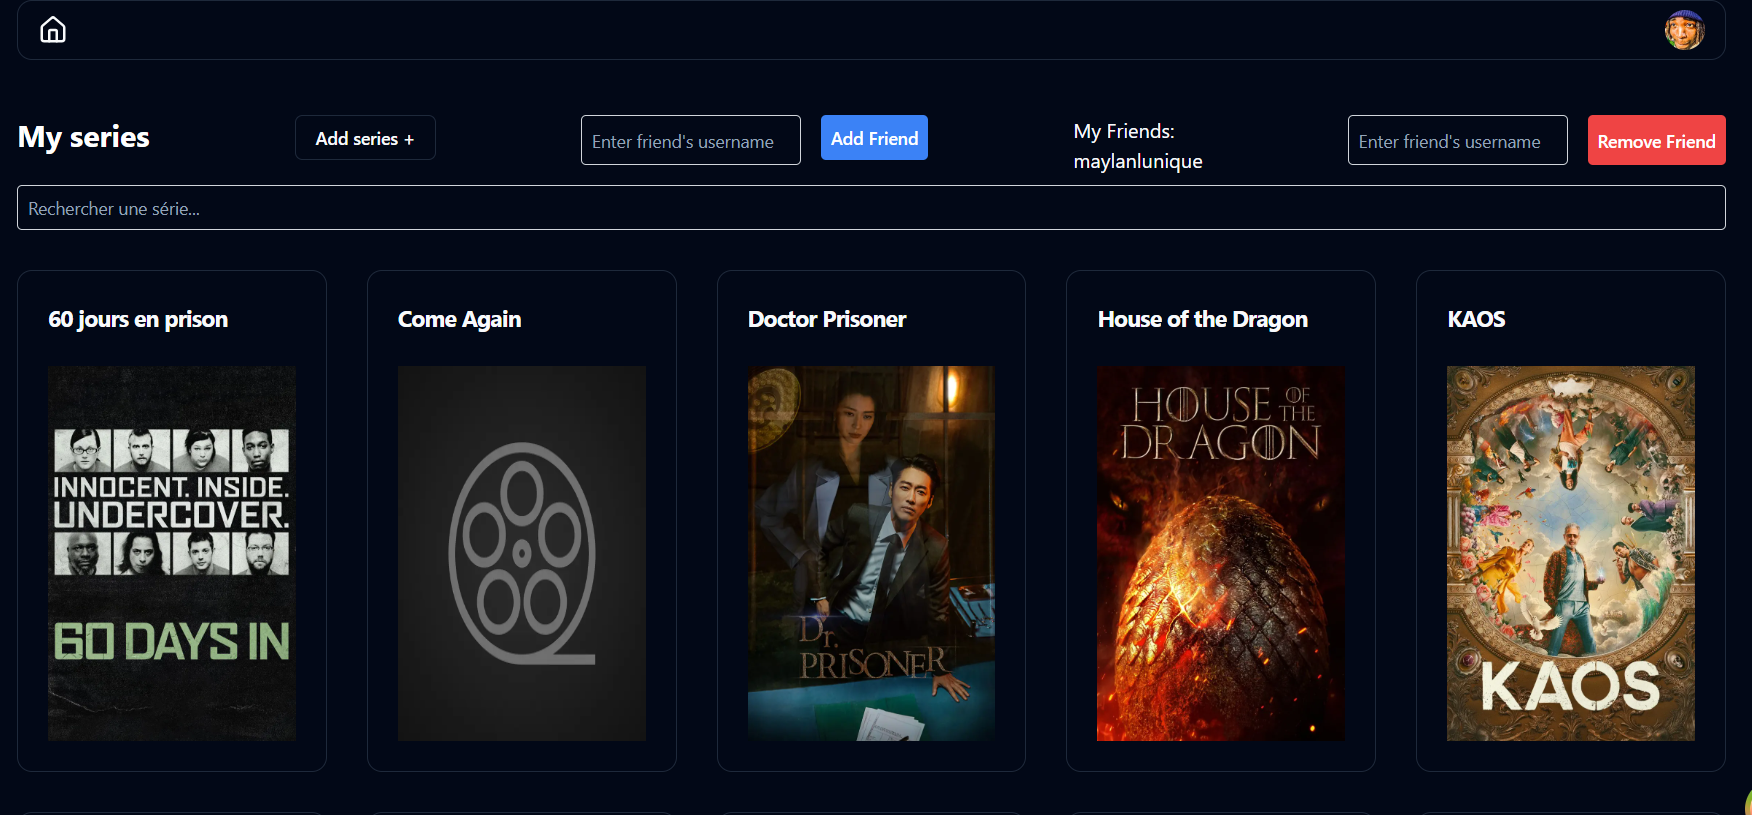 My series
Add series +
Enter friend's username
Add Friend
My Friends:
maylanlunique
Enter friend's username
Remove Friend
Rechercher une série...
60 jours en prison
Come Again
Doctor Prisoner
House of the Dragon
KAOS
INNOCENT. INSIDE.
UNDERCOVER.
60 DAYS IN
Dr.
PRISONER
HOUSE OF THE
DRAGON
KAOS